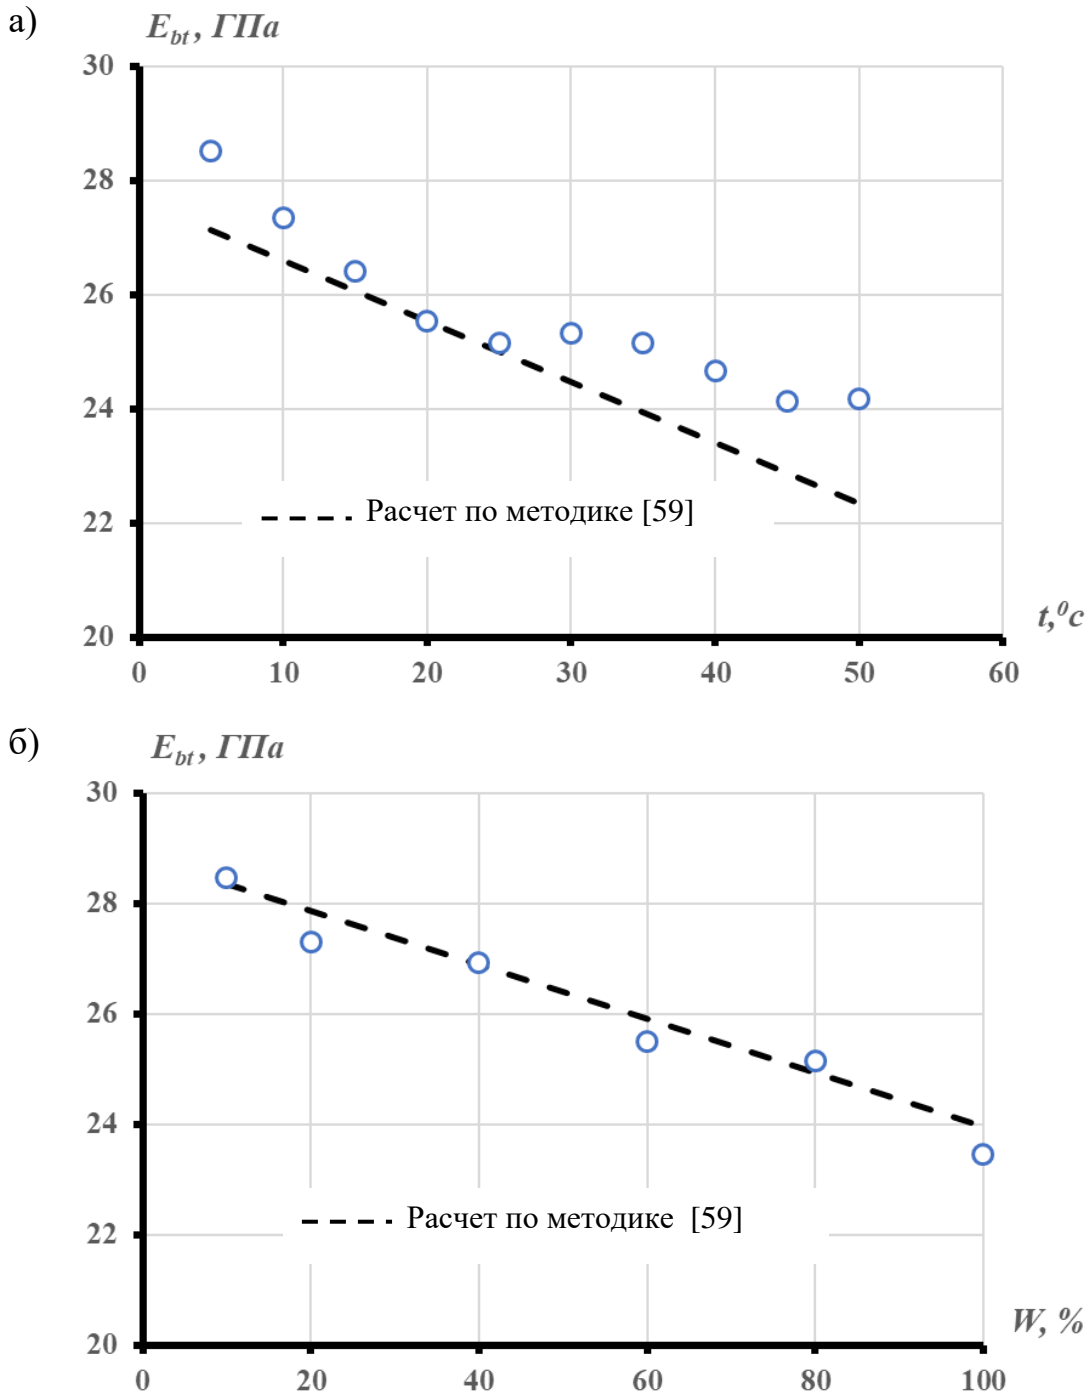 а)
E_bt, ГПа
30
28
26
24
22
20
Расчет по методике [59]
t,⁰c
0 10 20 30 40 50 60
б)
E_bt, ГПа
30
28
26
24
22
20
Расчет по методике [59]
W, %
0 20 40 60 80 100